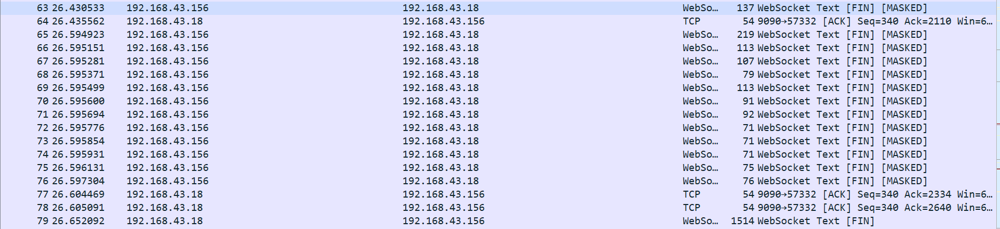 63 26.430533 192.168.43.156 192.168.43.18 WebSo… 137 WebSocket Text [FIN] [MASKED]
64 26.435562 192.168.43.18 192.168.43.156 TCP 54 9090→57332 [ACK] Seq=340 Ack=2110 Win=6…
65 26.594923 192.168.43.156 192.168.43.18 WebSo… 219 WebSocket Text [FIN] [MASKED]
66 26.595151 192.168.43.156 192.168.43.18 WebSo… 113 WebSocket Text [FIN] [MASKED]
67 26.595281 192.168.43.156 192.168.43.18 WebSo… 107 WebSocket Text [FIN] [MASKED]
68 26.595371 192.168.43.156 192.168.43.18 WebSo… 79 WebSocket Text [FIN] [MASKED]
69 26.595499 192.168.43.156 192.168.43.18 WebSo… 113 WebSocket Text [FIN] [MASKED]
70 26.595600 192.168.43.156 192.168.43.18 WebSo… 91 WebSocket Text [FIN] [MASKED]
71 26.595694 192.168.43.156 192.168.43.18 WebSo… 92 WebSocket Text [FIN] [MASKED]
72 26.595776 192.168.43.156 192.168.43.18 WebSo… 71 WebSocket Text [FIN] [MASKED]
73 26.595854 192.168.43.156 192.168.43.18 WebSo… 71 WebSocket Text [FIN] [MASKED]
74 26.595931 192.168.43.156 192.168.43.18 WebSo… 71 WebSocket Text [FIN] [MASKED]
75 26.596131 192.168.43.156 192.168.43.18 WebSo… 75 WebSocket Text [FIN] [MASKED]
76 26.597304 192.168.43.156 192.168.43.18 WebSo… 76 WebSocket Text [FIN] [MASKED]
77 26.604469 192.168.43.18 192.168.43.156 TCP 54 9090→57332 [ACK] Seq=340 Ack=2334 Win=6…
78 26.605091 192.168.43.18 192.168.43.156 TCP 54 9090→57332 [ACK] Seq=340 Ack=2640 Win=6…
79 26.652092 192.168.43.18 192.168.43.156 WebSo… 1514 WebSocket Text [FIN]